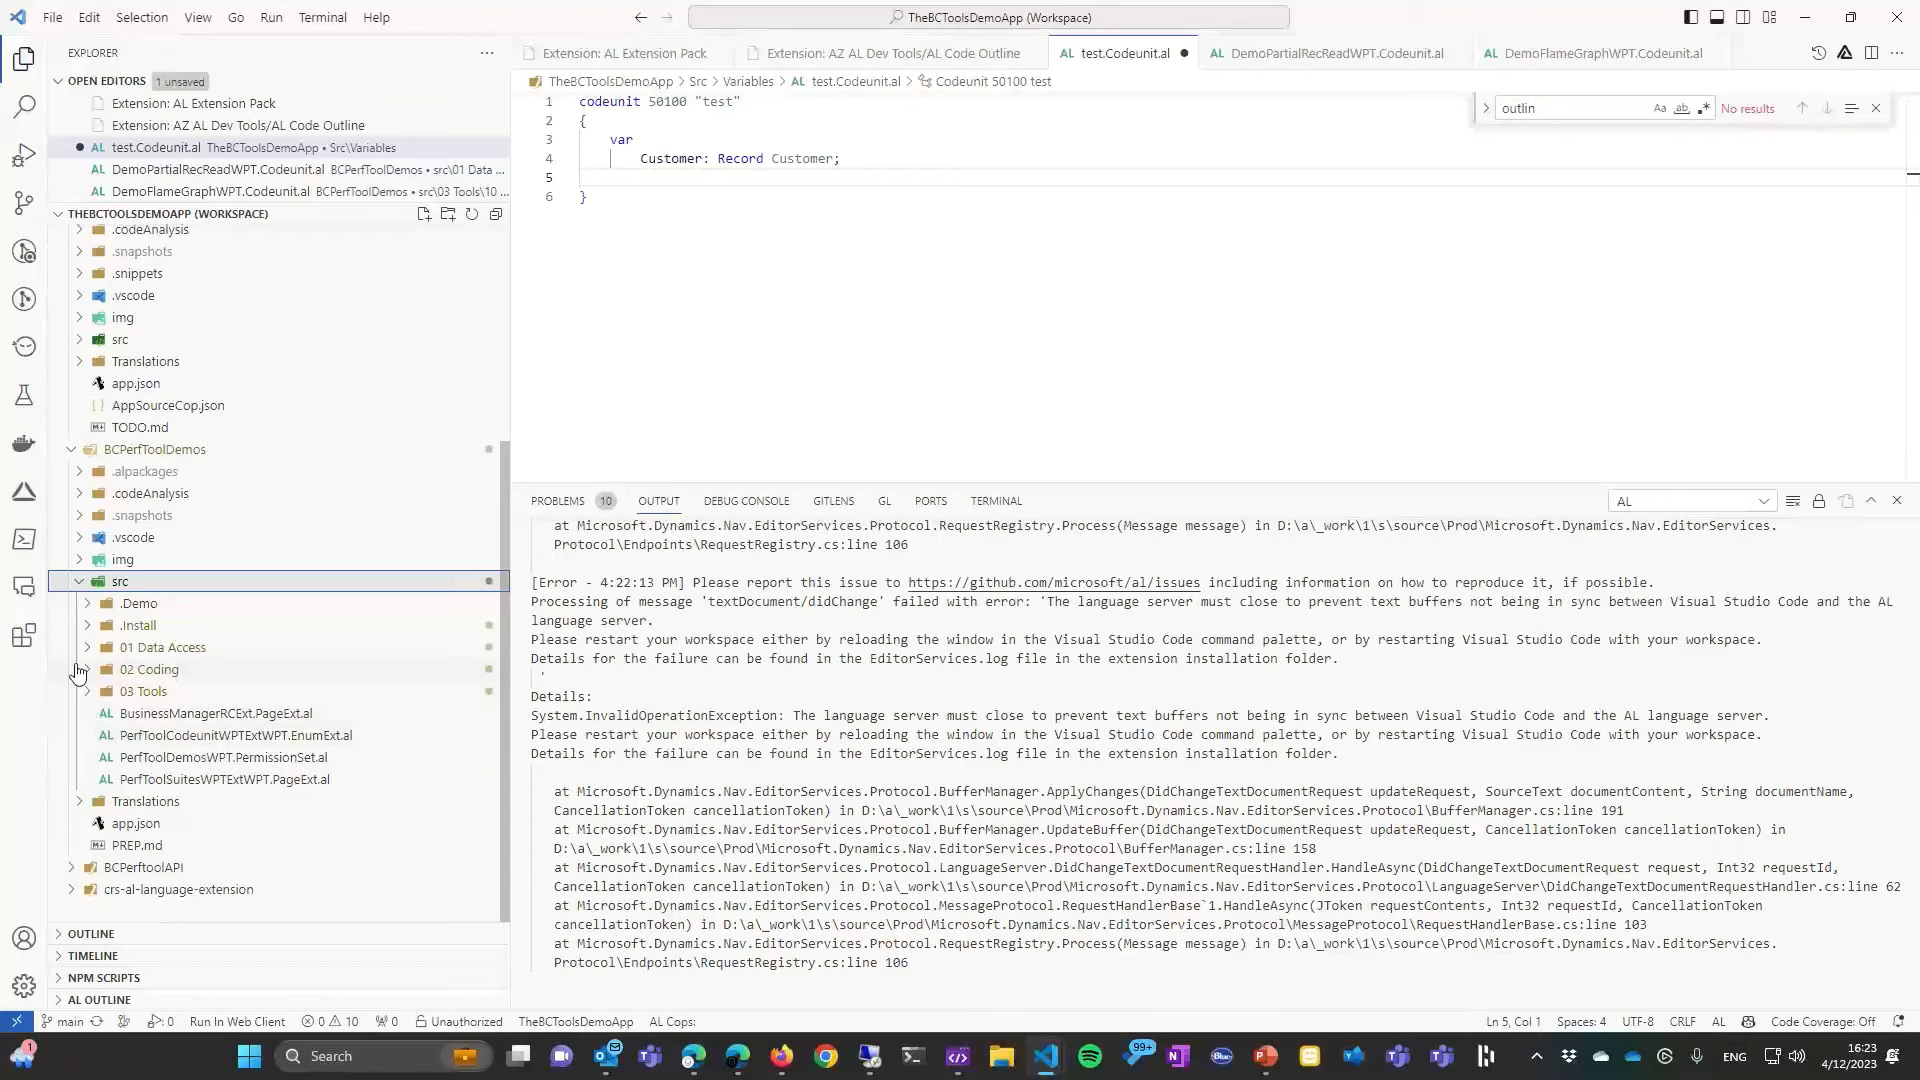 File Edit Selection View Go Run Terminal Help
TheBCToolsDemoApp (Workspace)
EXPLORER
OPEN EDITORS 1 unsaved
Extension: AL Extension Pack
Extension: AZ AL Dev Tools/AL Code Outline
AL test.Codeunit.al TheBCToolsDemoApp • Src\Variables
AL DemoPartialRecReadWPT.Codeunit.al BCPerfToolDemos • src\01 Data ...
AL DemoFlameGraphWPT.Codeunit.al BCPerfToolDemos • src\03 Tools\10 ...
THEBCTOOLSDEMOAPP (WORKSPACE)
.codeAnalysis
.snapshots
.snippets
.vscode
img
src
Translations
app.json
AppSourceCop.json
TODO.md
BCPerfToolDemos
.alpackages
.codeAnalysis
.snapshots
.vscode
img
src
.Demo
.Install
01 Data Access
02 Coding
03 Tools
AL BusinessManagerRCExt.PageExt.al
AL PerfToolCodeunitWPTExtWPT.EnumExt.al
AL PerfToolDemosWPT.PermissionSet.al
AL PerfToolSuitesWPTExtWPT.PageExt.al
Translations
app.json
PREP.md
BCPerftoolAPI
crs-al-language-extension
OUTLINE
TIMELINE
NPM SCRIPTS
AL OUTLINE
Extension: AL Extension Pack
Extension: AZ AL Dev Tools/AL Code Outline
AL test.Codeunit.al
AL DemoPartialRecReadWPT.Codeunit.al
AL DemoFlameGraphWPT.Codeunit.al
TheBCToolsDemoApp > Src > Variables > AL test.Codeunit.al > Codeunit 50100 test
outlin Aa ab .* No results
1 codeunit 50100 "test"
2 {
3 var
4 Customer: Record Customer;
5
6 }
PROBLEMS 10 OUTPUT DEBUG CONSOLE GITLENS GL PORTS TERMINAL
AL
at Microsoft.Dynamics.Nav.EditorServices.Protocol.RequestRegistry.Process(Message message) in D:\a\_work\1\s\source\Prod\Microsoft.Dynamics.Nav.EditorServices.
Protocol\Endpoints\RequestRegistry.cs:line 106
[Error - 4:22:13 PM] Please report this issue to https://github.com/microsoft/al/issues including information on how to reproduce it, if possible.
Processing of message 'textDocument/didChange' failed with error: 'The language server must close to prevent text buffers not being in sync between Visual Studio Code and the AL
language server.
Please restart your workspace either by reloading the window in the Visual Studio Code command palette, or by restarting Visual Studio Code with your workspace.
Details for the failure can be found in the EditorServices.log file in the extension installation folder.
'
Details:
System.InvalidOperationException: The language server must close to prevent text buffers not being in sync between Visual Studio Code and the AL language server.
Please restart your workspace either by reloading the window in the Visual Studio Code command palette, or by restarting Visual Studio Code with your workspace.
Details for the failure can be found in the EditorServices.log file in the extension installation folder.
at Microsoft.Dynamics.Nav.EditorServices.Protocol.BufferManager.ApplyChanges(DidChangeTextDocumentRequest updateRequest, SourceText documentContent, String documentName,
CancellationToken cancellationToken) in D:\a\_work\1\s\source\Prod\Microsoft.Dynamics.Nav.EditorServices.Protocol\BufferManager.cs:line 191
at Microsoft.Dynamics.Nav.EditorServices.Protocol.BufferManager.UpdateBuffer(DidChangeTextDocumentRequest updateRequest, CancellationToken cancellationToken) in
D:\a\_work\1\s\source\Prod\Microsoft.Dynamics.Nav.EditorServices.Protocol\BufferManager.cs:line 158
at Microsoft.Dynamics.Nav.EditorServices.Protocol.LanguageServer.DidChangeTextDocumentRequestHandler.HandleAsync(DidChangeTextDocumentRequest request, Int32 requestId,
CancellationToken cancellationToken) in D:\a\_work\1\s\source\Prod\Microsoft.Dynamics.Nav.EditorServices.Protocol\LanguageServer\DidChangeTextDocumentRequestHandler.cs:line 62
at Microsoft.Dynamics.Nav.EditorServices.Protocol.MessageProtocol.RequestHandlerBase`1.HandleAsync(JToken requestContents, Int32 requestId, CancellationToken
cancellationToken) in D:\a\_work\1\s\source\Prod\Microsoft.Dynamics.Nav.EditorServices.Protocol\MessageProtocol\RequestHandlerBase.cs:line 103
at Microsoft.Dynamics.Nav.EditorServices.Protocol.RequestRegistry.Process(Message message) in D:\a\_work\1\s\source\Prod\Microsoft.Dynamics.Nav.EditorServices.
Protocol\Endpoints\RequestRegistry.cs:line 106
main 0 Run In Web Client 0 10 0 Unauthorized TheBCToolsDemoApp AL Cops: Ln 5, Col 1 Spaces: 4 UTF-8 CRLF AL Code Coverage: Off
1 Search 99+ ENG 16:23
4/12/2023